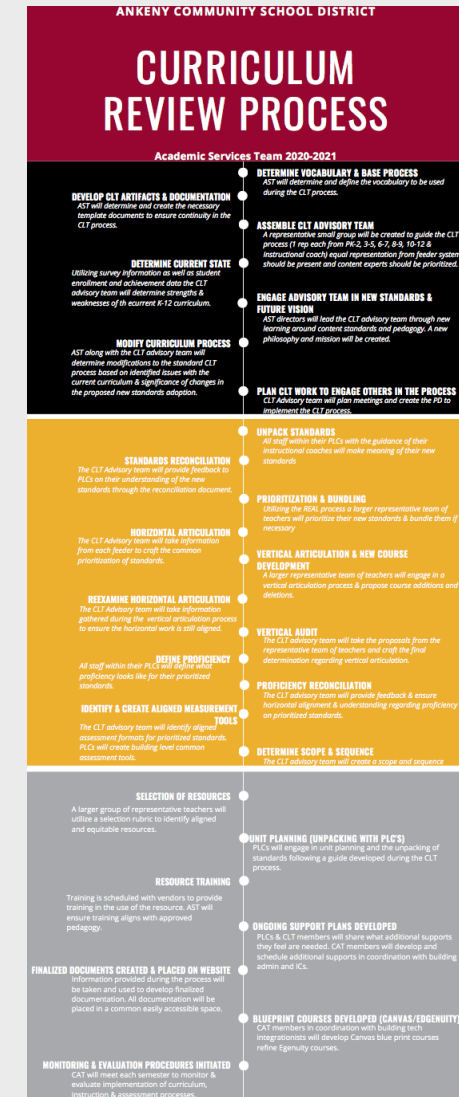 ANKENY COMMUNITY SCHOOL DISTRICT
CURRICULUM
REVIEW PROCESS
Academic Services Team 2020-2021
DETERMINE VOCABULARY & BASE PROCESS
AST will determine and define the vocabulary to be used
during the process.
DEVELOP CLT ARTIFACTS & DOCUMENTATION
AST will determine and create the necessary
template documents to ensure continuity in the
CLT process.
ASSEMBLE CLT ADVISORY TEAM
A representative small group will be created to guide the CLT
process (1 rep each from PK-2, 3-5, 6-7, 8-9, 10-12 &
instructional coach) equal representation from feeder system
should be present and content experts should be prioritized.
DETERMINE CURRENT STATE
Utilizing survey information as well as student
enrollment and achievement data the CLT
advisory team will determine strengths &
weaknesses of th ecurrent K-12 curriculum.
ENGAGE ADVISORY TEAM IN NEW STANDARDS &
FUTURE VISION
AST directors will lead the CLT advisory team through new
learning around content standards and pedagogy. A new
philosophy and mission will be created.
MODIFY CURRICULUM PROCESS
AST along with the CLT advisory team will
determine modifications to the standard CLT
process based on identified issues with the
current curriculum & significance of changes in
the proposed new standards adoption.
PLAN CLT WORK TO ENGAGE OTHERS IN THE PROCESS
CLT Advisory team will plan meetings and create the PD to
implement the CLT process.
UNPACK STANDARDS
All staff within their PLCs with the guidance of their
instructional coaches will make meaning of their new
standards
STANDARDS RECONCILIATION
The CLT Advisory team will provide feedback to
PLCs on their understanding of the new
standards through the reconciliation document.
PRIORITIZATION & BUNDLING
Utilizing the REAL process a larger representative team of
teachers will prioritize their new standards & bundle them if
necessary
HORIZONTAL ARTICULATION
The CLT Advisory team will take information
from each feeder to craft the common
prioritization of standards.
VERTICAL ARTICULATION & NEW COURSE
DEVELOPMENT
A larger representative team of teachers will engage in a
vertical articulation process & propose course additions and
deletions.
REEXAMINE HORIZONTAL ARTICULATION
The CLT Advisory team will take information
gathered during the vertical articulation process
to ensure the horizontal work is still aligned.
VERTICAL AUDIT
The CLT advisory team will take the proposals from the
representative team of teachers and craft the final
determination regarding vertical articulation.
DEFINE PROFICIENCY
All staff within their PLCs will define what
proficiency looks like for their prioritized
standards.
PROFICIENCY RECONCILIATION
The CLT advisory team will provide feedback & ensure
horizontal alignment & understanding regarding proficiency
on prioritized standards.
IDENTIFY & CREATE ALIGNED MEASUREMENT
TOOLS
The CLT advisory team will identify aligned
assessment formats for prioritized standards.
PLCs will create building level common
assessment tools.
DETERMINE SCOPE & SEQUENCE
The CLT advisory team will create a scope and sequence
SELECTION OF RESOURCES
A larger group of representative teachers will
utilize a selection rubric to identify aligned
and equitable resources.
UNIT PLANNING (UNPACKING WITH PLC'S)
PLCs will engage in unit planning and the unpacking of
standards following a guide developed during the CLT
process.
RESOURCE TRAINING
Training is scheduled with vendors to provide
training in the use of the resource. AST will
ensure training aligns with approved
pedagogy.
ONGOING SUPPORT PLANS DEVELOPED
PLCs & CLT members will share what additional supports
they feel are needed. CAT members will develop and
schedule additional supports in coordination with building
admin and ICs.
FINALIZED DOCUMENTS CREATED & PLACED ON WEBSITE
Information provided during the process will
be taken and used to develop finalized
documentation. All documentation will be
placed in a common easily accessible space.
BLUEPRINT COURSES DEVELOPED (CANVAS/EDGENUITY)
CAT members in coordination with building tech
integrationists will develop Canvas blue print courses
refine Egenuity courses.
MONITORING & EVALUATION PROCEDURES INITIATED
CAT will meet each semester to monitor &
evaluate implementation of curriculum,
instruction & assessment processes.